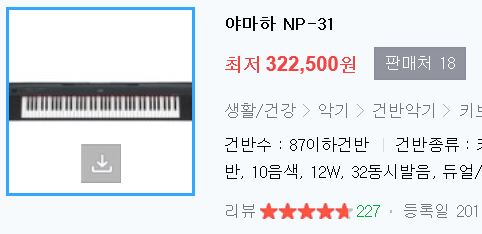 야마하 NP-31
최저 322,500원 판매처 18
생활/건강 > 악기 > 건반악기 >
건반수 : 87이하건반 | 건반종류 :
반, 10음색, 12W, 32동시발음, 듀얼/
리뷰 ★★★★★ 227 · 등록일 201